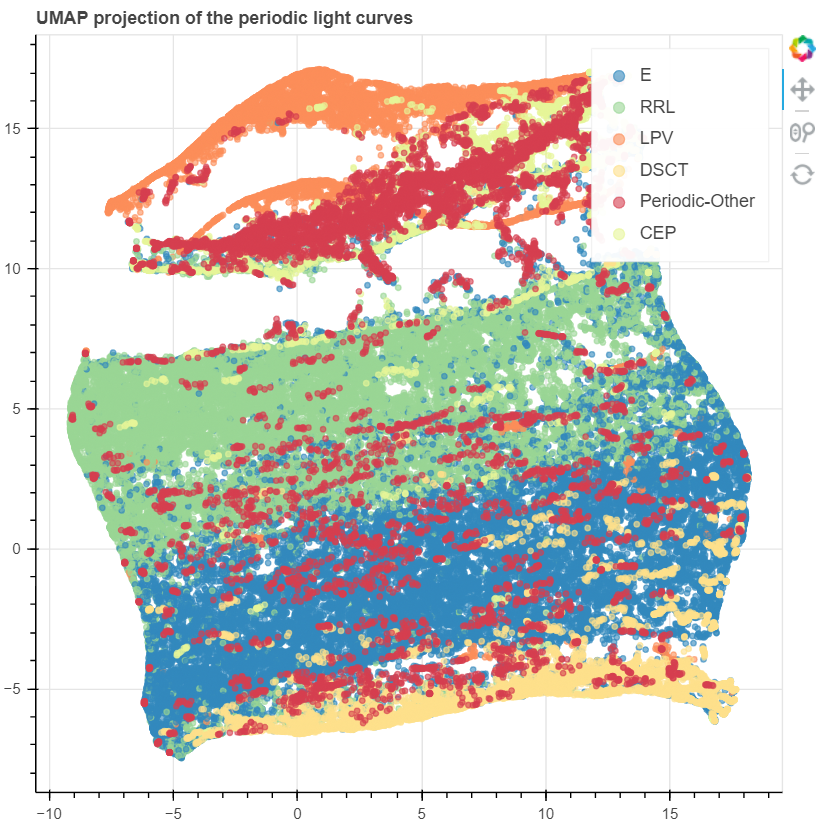 UMAP projection of the periodic light curves
E
RRL
LPV
DSCT
Periodic-Other
CEP
15
10
5
0
−5
−10
−5
0
5
10
15